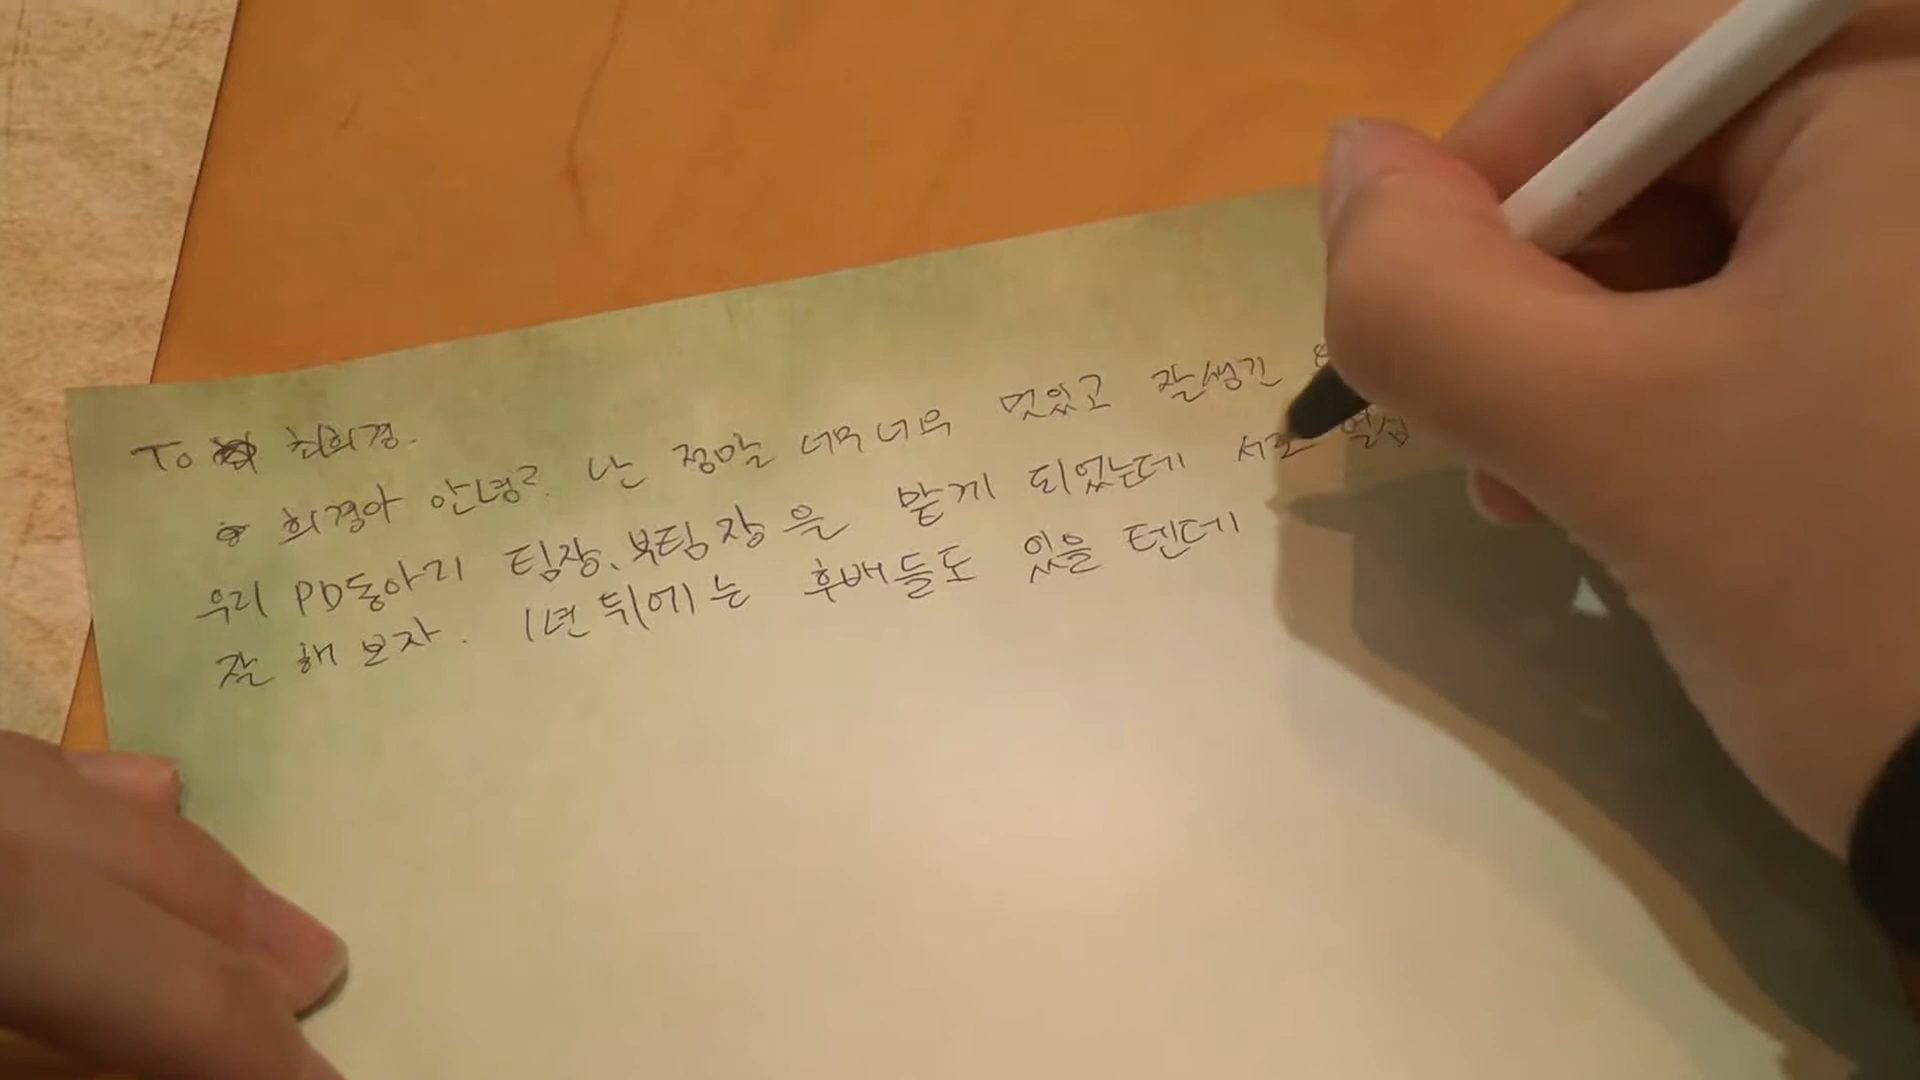 To 최희경.
희경아 안녕? 난 정말 너무너무 멋있고 잘생긴
우리 PD동아리 팀장, 부팀장을 맡게 되었는데 서로 열심
잘 해보자. 1년 뒤에는 후배들도 있을 텐데